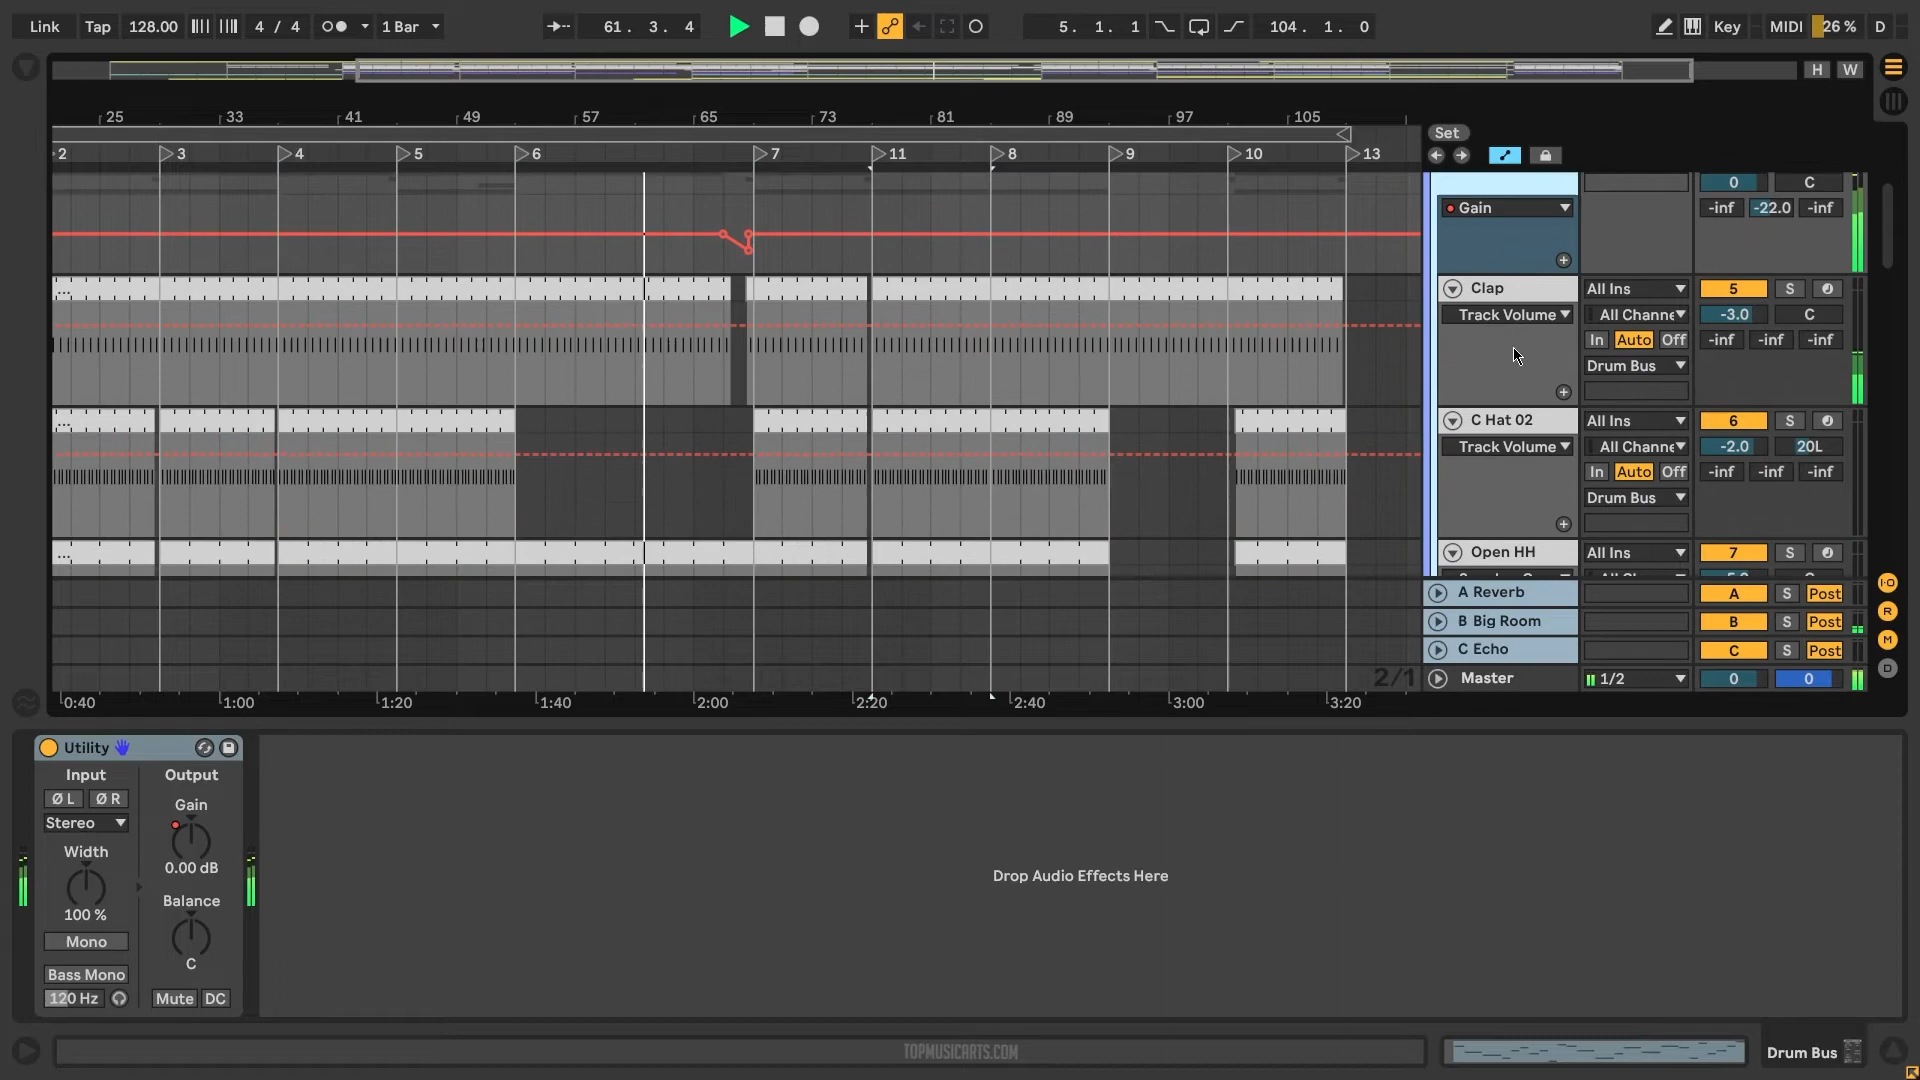 Link Tap 128.00 4 / 4 1 Bar 61. 3. 4 5. 1. 1 104. 1. 0 Key MIDI 26 % D
H W
25 33 41 49 57 65 73 81 89 97 105
Set
2 3 4 5 6 7 11 8 9 10 13
0 C
Gain -inf -22.0 -inf
... Clap All Ins 5 S
Track Volume All Channe -3.0 C
In Auto Off -inf -inf -inf
Drum Bus
... C Hat 02 All Ins 6 S
Track Volume All Channe -2.0 20L
In Auto Off -inf -inf -inf
Drum Bus
... Open HH All Ins 7 S
A Reverb A S Post
B Big Room B S Post
C Echo C S Post
2/1 Master 1/2 0 0
0:40 1:00 1:20 1:40 2:00 2:20 2:40 3:00 3:20
I·O
R
M
D
Utility
Input Output
Ø L Ø R Gain
Stereo
Width 0.00 dB
100 % Balance
Mono C
Bass Mono
120 Hz Mute DC
Drop Audio Effects Here
TOPMUSICARTS.COM
Drum Bus